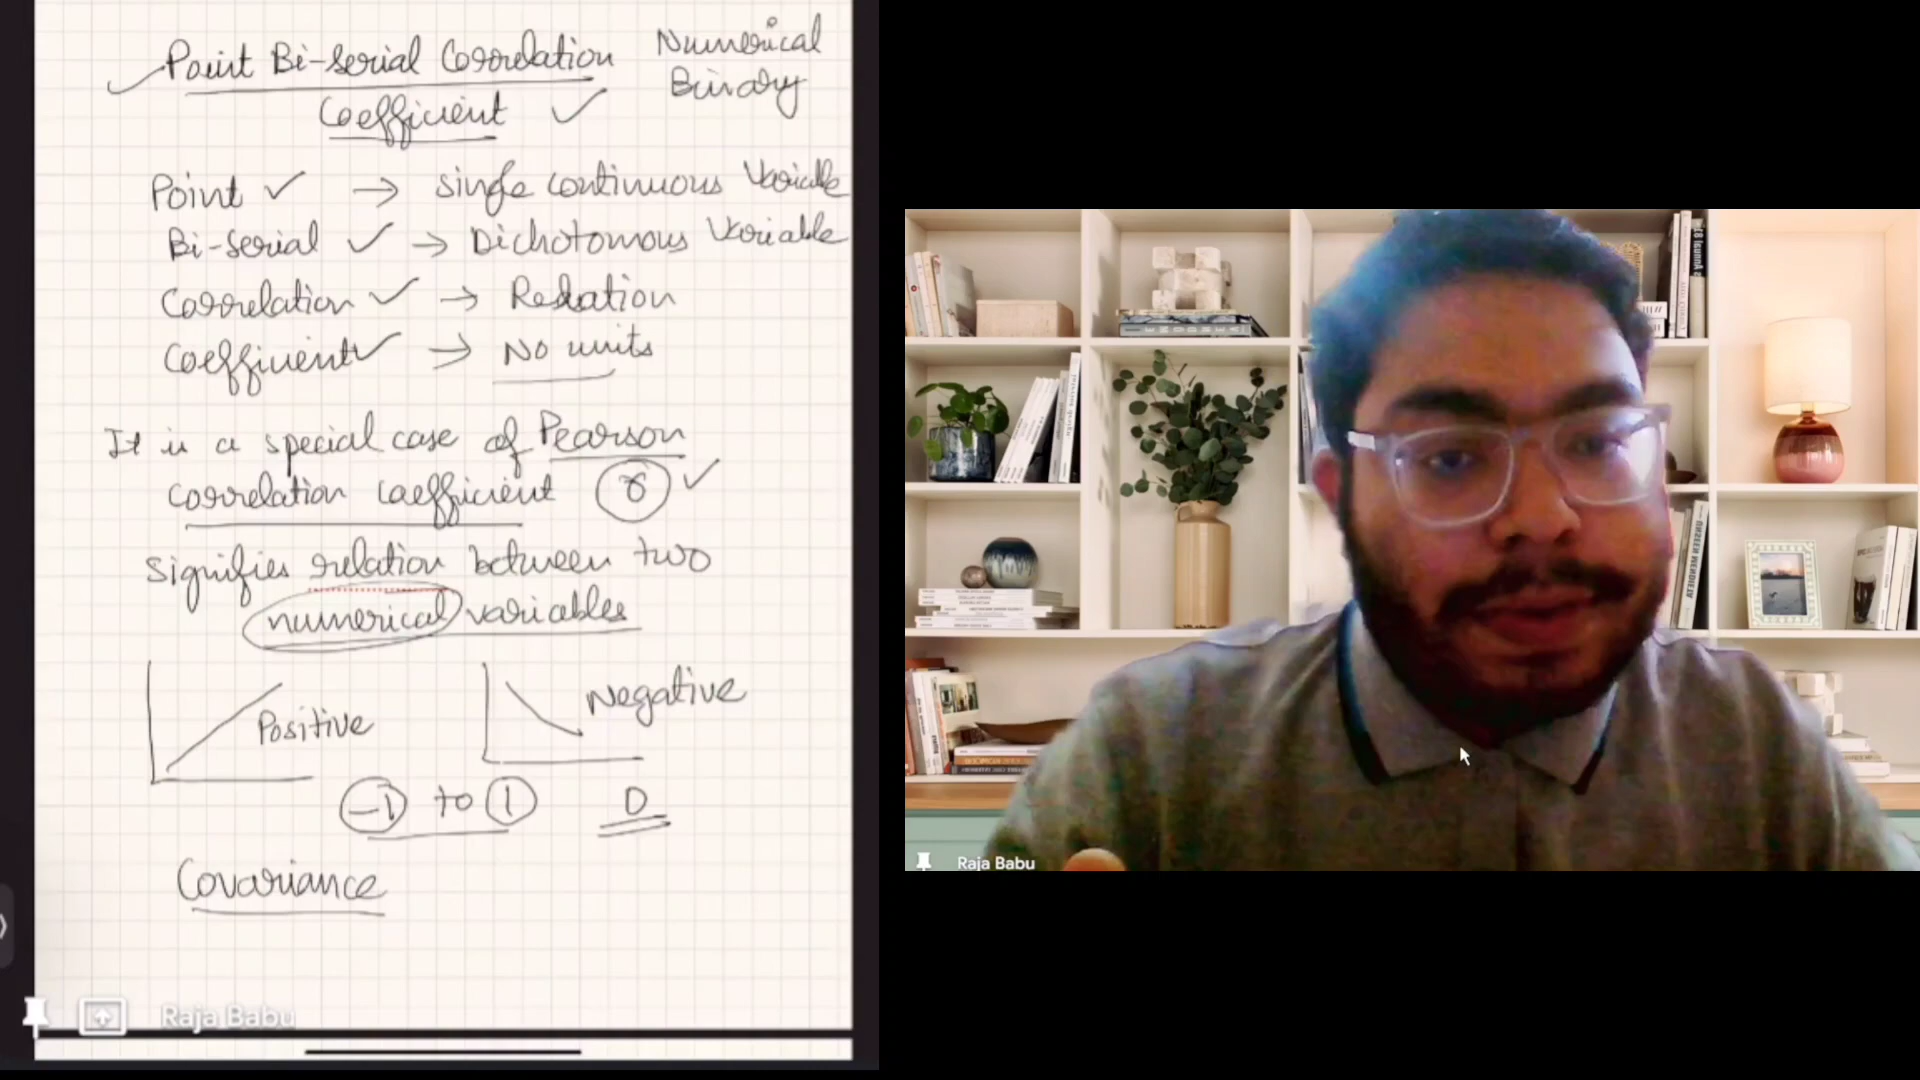 Point Bi-serial Correlation
Coefficient
Numerical
Binary
Point → single continuous Variable
Bi-serial → Dichotomous Variable
Correlation → Relation
Coefficient → No units
It is a special case of Pearson
correlation coefficient r
signifies relation between two
numerical variables
Positive
Negative
-1 to 1 0
Covariance
Raja Babu
Raja Babu